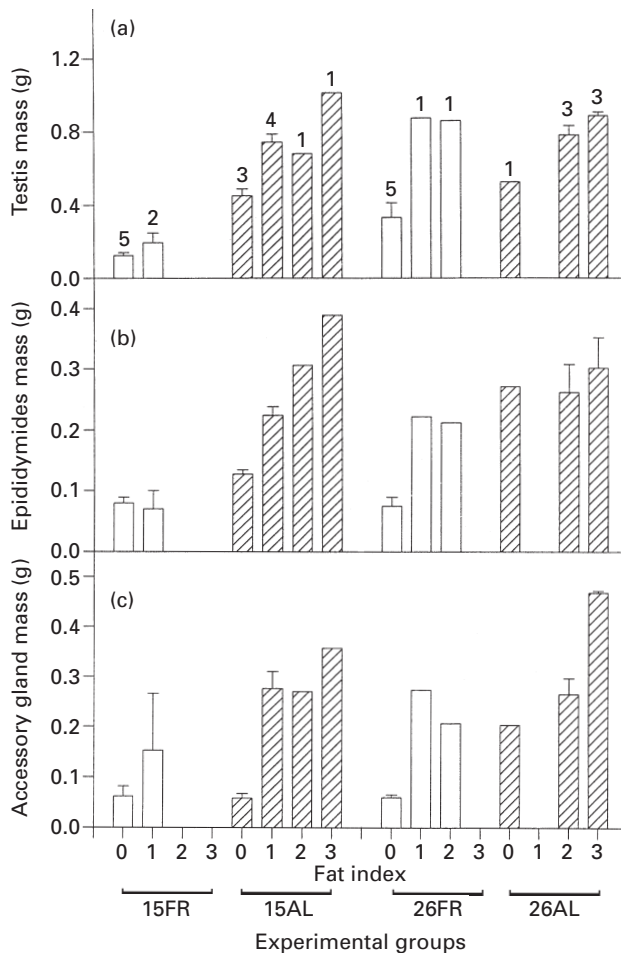 (a)
Testis mass (g)
1.2
0.8
0.4
0.0
5 2 3 4 1 1 5 1 1 1 3 3
(b)
Epididymides mass (g)
0.4
0.3
0.2
0.1
0.0
(c)
Accessory gland mass (g)
0.5
0.4
0.3
0.2
0.1
0.0
0 1 2 3 0 1 2 3 0 1 2 3 0 1 2 3
Fat index
15FR 15AL 26FR 26AL
Experimental groups